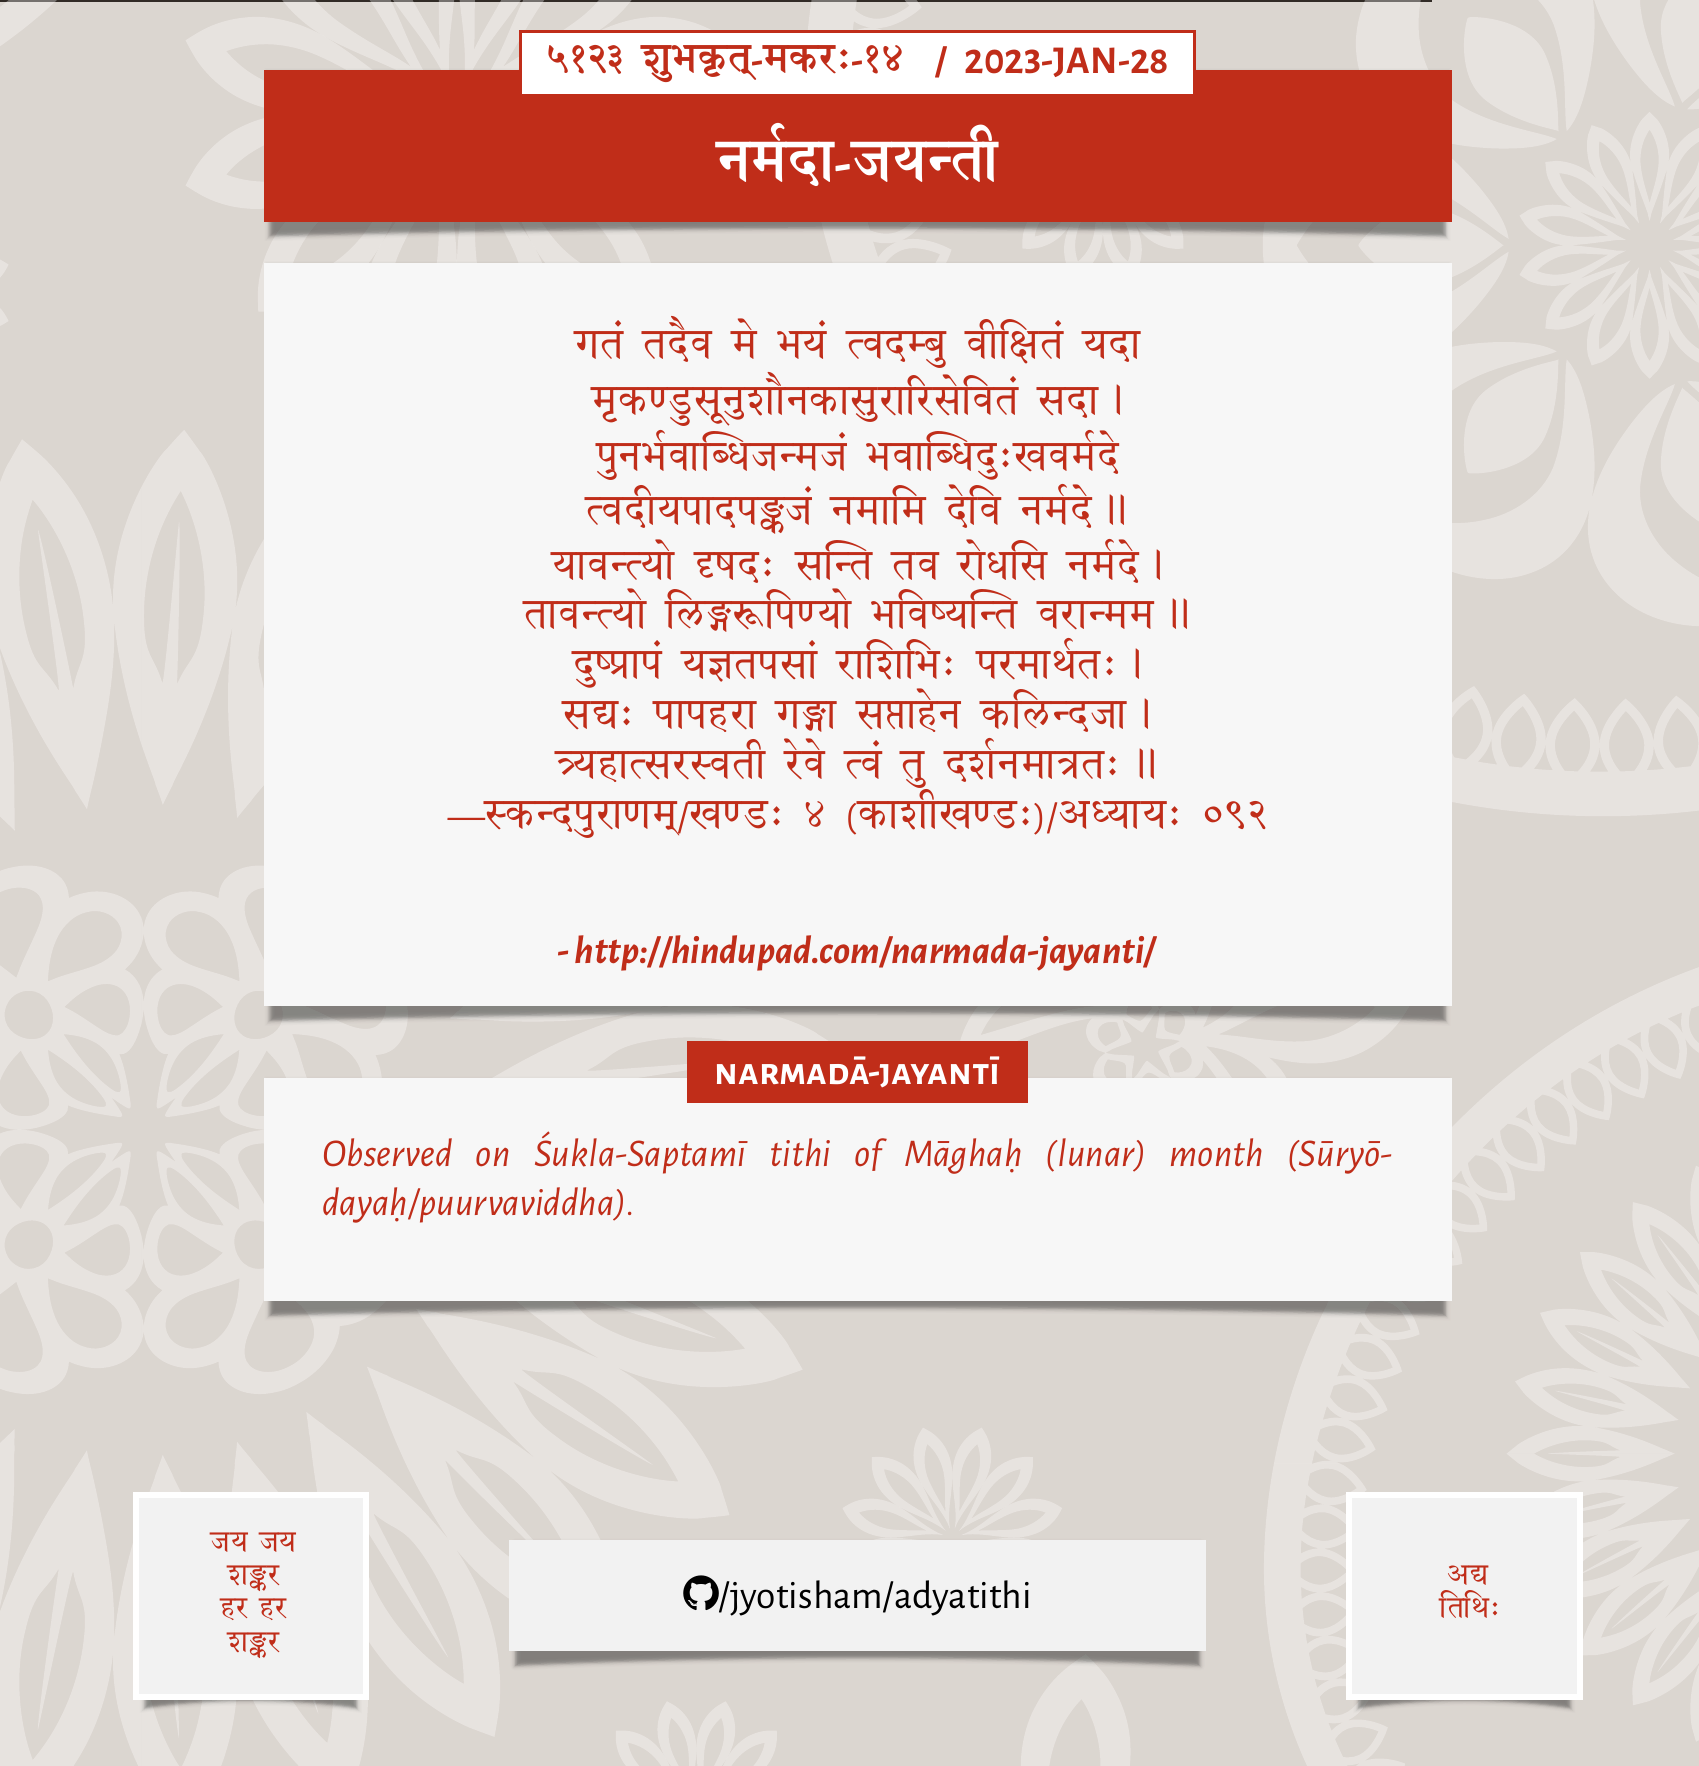 ५१२३ शुभकृत्-मकरः-१४ / 2023-JAN-28
नर्मदा-जयन्ती
गतं तदैव मे भयं त्वदम्बु वीक्षितं यदा
मृकण्डुसूनुशौनकासुरारिसेवितं सदा।
पुनर्भवाब्धिजन्मजं भवाब्धिदुःखवर्मदे
त्वदीयपादपङ्कजं नमामि देवि नर्मदे॥
यावन्त्यो दृषदः सन्ति तव रोधसि नर्मदे।
तावन्त्यो लिङ्गरूपिण्यो भविष्यन्ति वरान्मम॥
दुष्प्रापं यज्ञतपसां राशिभिः परमार्थतः।
सद्यः पापहरा गङ्गा सप्ताहेन कलिन्दजा।
त्र्यहात्सरस्वती रेवे त्वं तु दर्शनमात्रतः॥
—स्कन्दपुराणम्/खण्डः ४ (काशीखण्डः)/अध्यायः ०९२
- http://hindupad.com/narmada-jayanti/
NARMADĀ-JAYANTĪ
Observed on Śukla-Saptamī tithi of Māghaḥ (lunar) month (Sūryō-
dayaḥ/puurvaviddha).
जय जय
शङ्कर
हर हर
शङ्कर
/jyotisham/adyatithi
अद्य
तिथिः